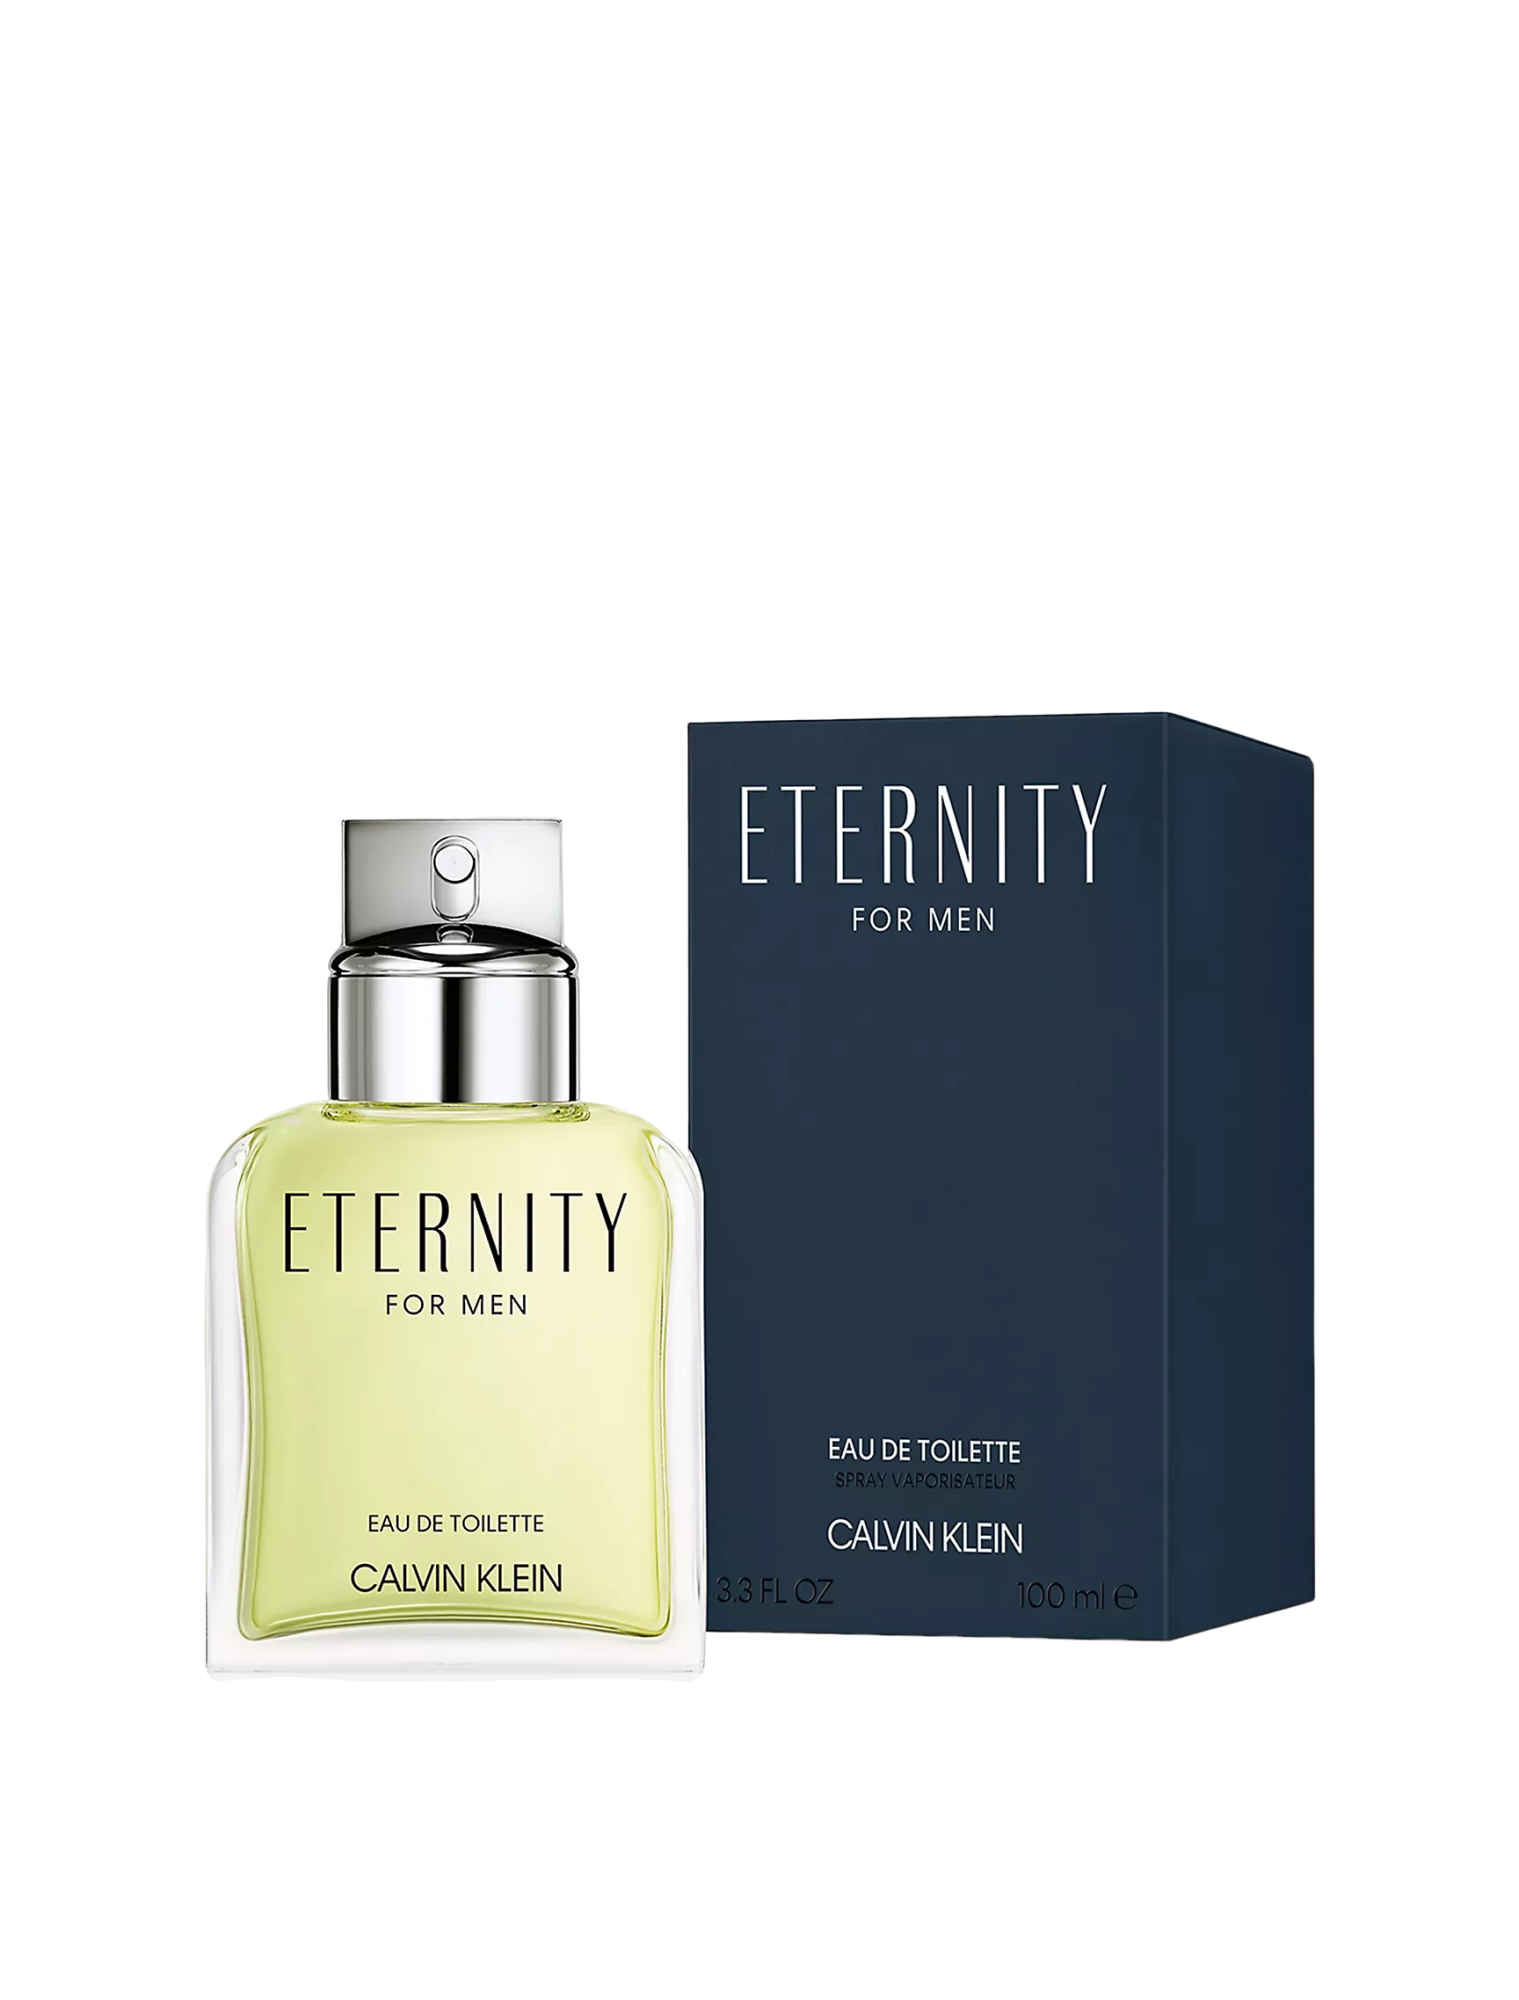 ETERNITY
FOR MEN
EAU DE TOILETTE
CALVIN KLEIN
ETERNITY
FOR MEN
EAU DE TOILETTE
SPRAY VAPORISATEUR
CALVIN KLEIN
3.3 FL OZ 100 ml ℮